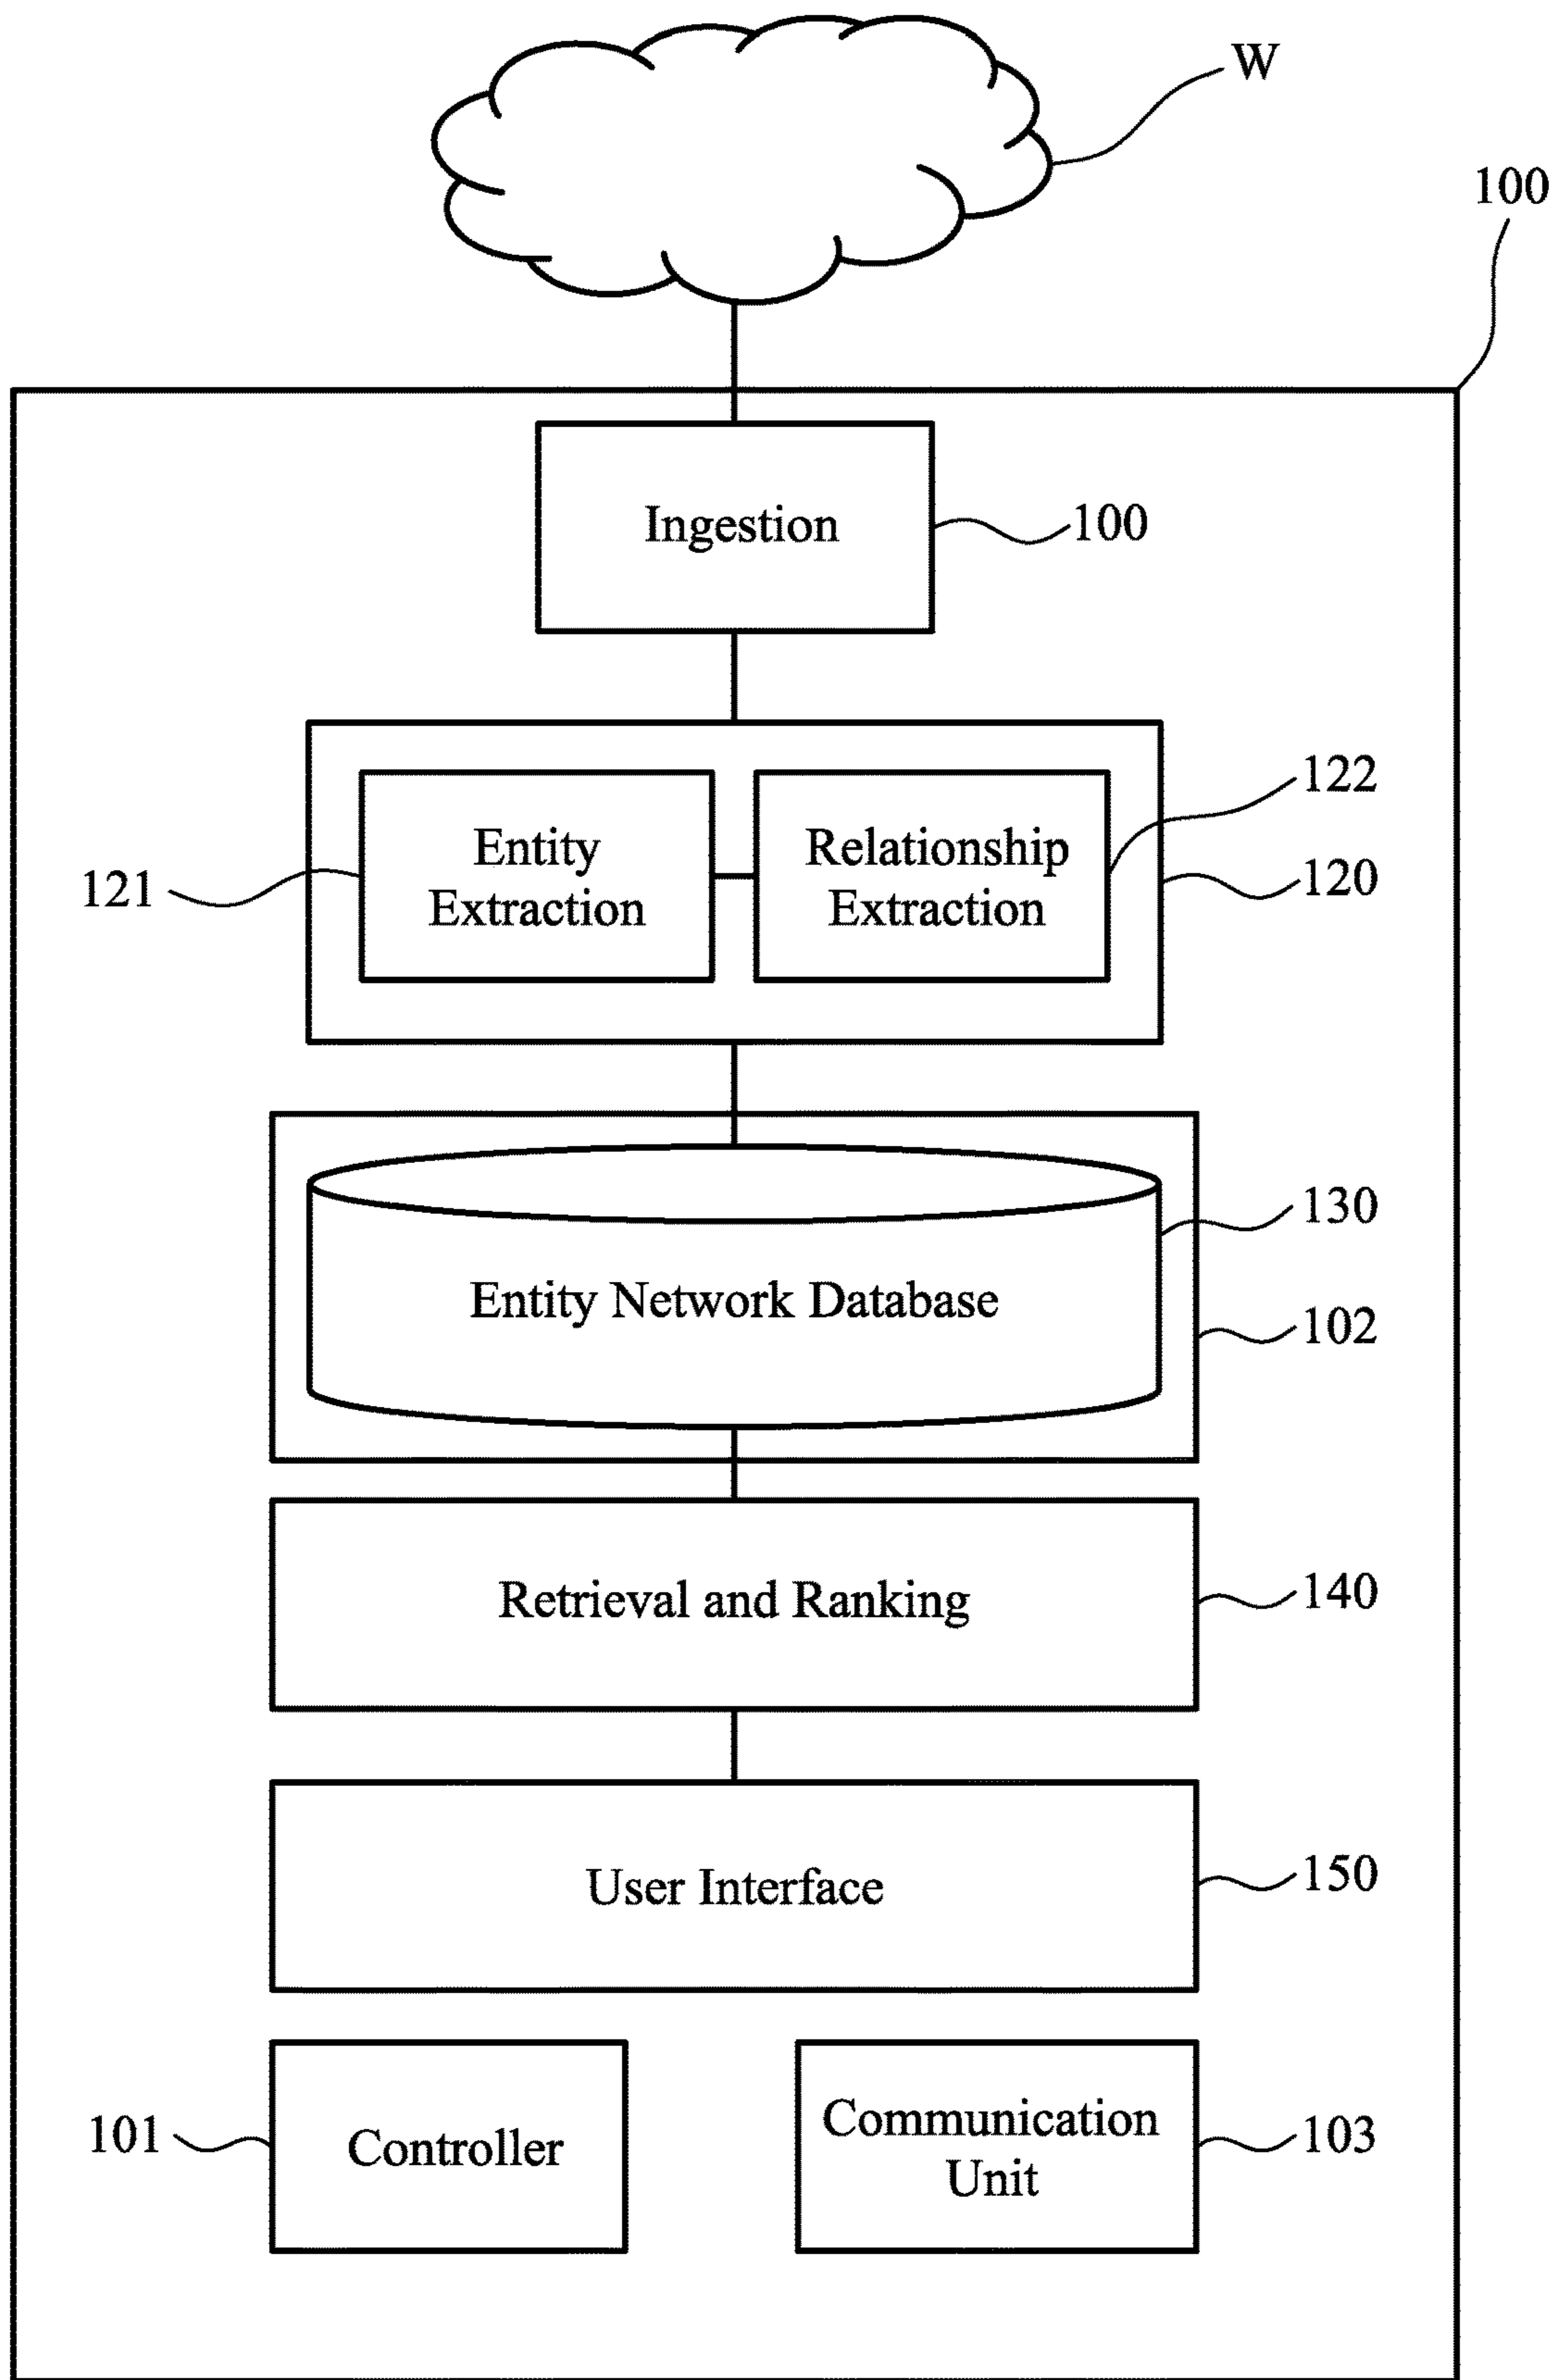 W
100
Ingestion
100
122
Entity
Extraction
Relationship
Extraction
121
120
130
Entity Network Database
102
Retrieval and Ranking
140
User Interface
150
101
Controller
Communication
Unit
103